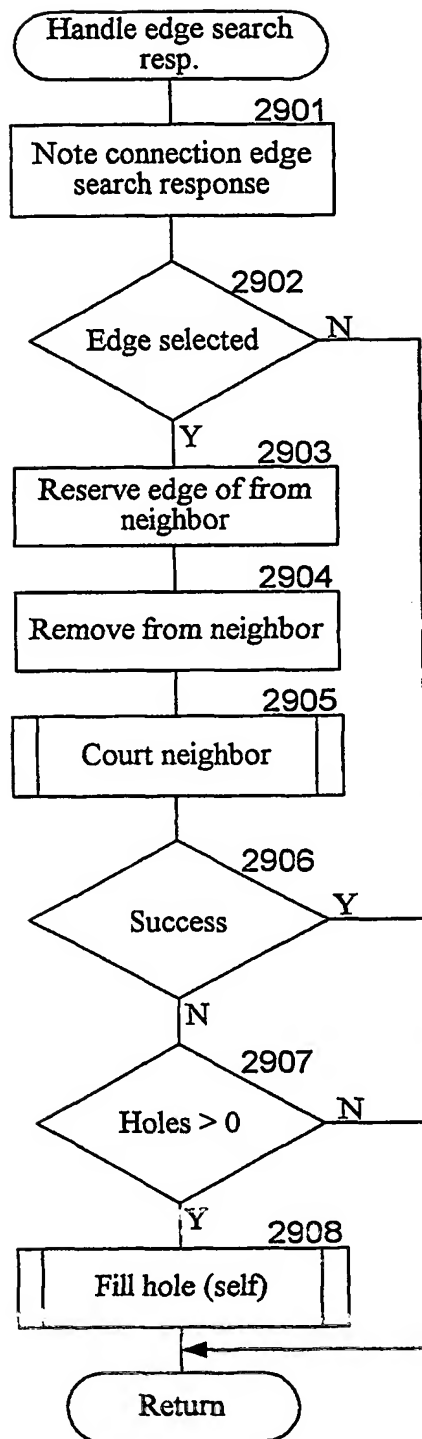 Handle edge search
resp.
2901
Note connection edge
search response
2902
Edge selected
N
Y
2903
Reserve edge of from
neighbor
2904
Remove from neighbor
2905
Court neighbor
2906
Success
Y
N
2907
Holes > 0
N
Y
2908
Fill hole (self)
Return